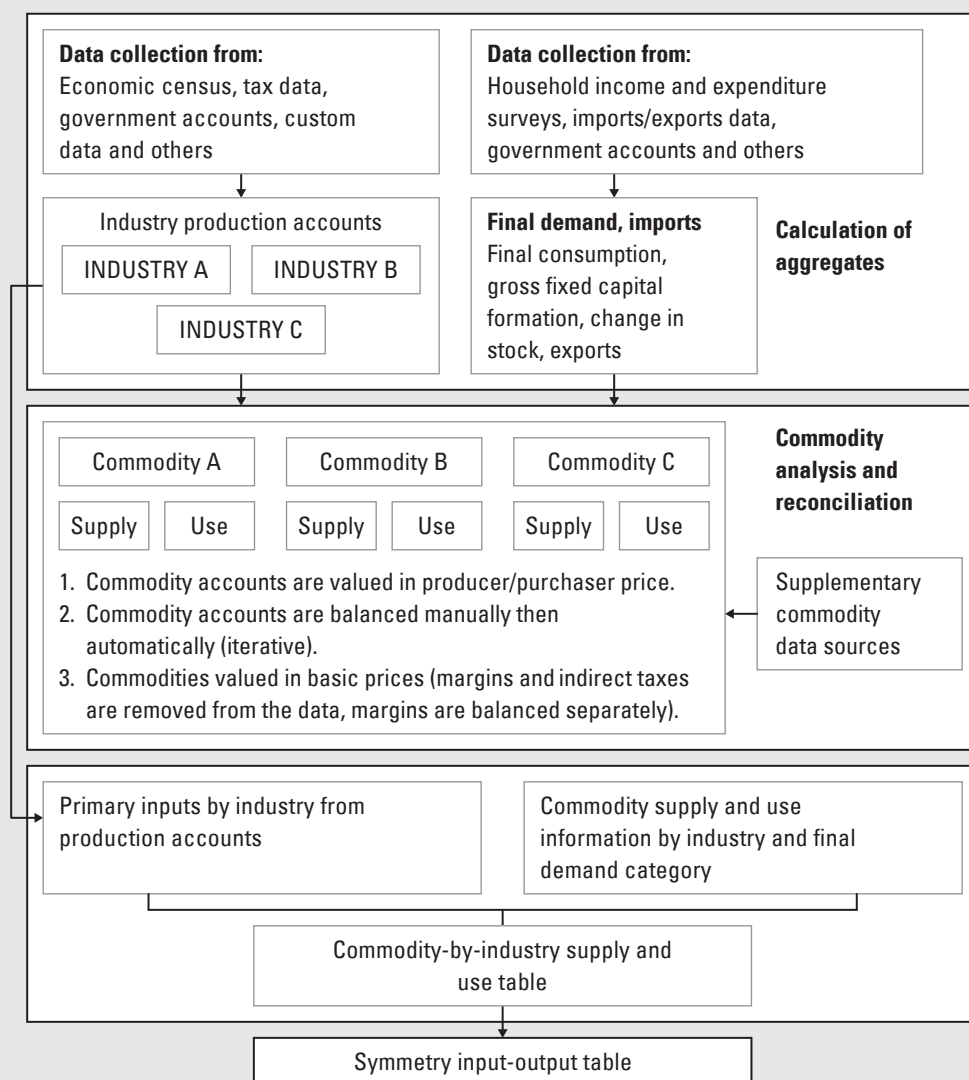 Data collection from:
Economic census, tax data,
government accounts, custom
data and others
Data collection from:
Household income and expenditure
surveys, imports/exports data,
government accounts and others
Industry production accounts
INDUSTRY A
INDUSTRY B
INDUSTRY C
Final demand, imports
Final consumption,
gross fixed capital
formation, change in
stock, exports
Calculation of
aggregates
Commodity A
Commodity B
Commodity C
Supply
Use
Supply
Use
Supply
Use
1. Commodity accounts are valued in producer/purchaser price.
2. Commodity accounts are balanced manually then
automatically (iterative).
3. Commodities valued in basic prices (margins and indirect taxes
are removed from the data, margins are balanced separately).
Commodity
analysis and
reconciliation
Supplementary
commodity
data sources
Primary inputs by industry from
production accounts
Commodity supply and use
information by industry and final
demand category
Commodity-by-industry supply and
use table
Symmetry input-output table